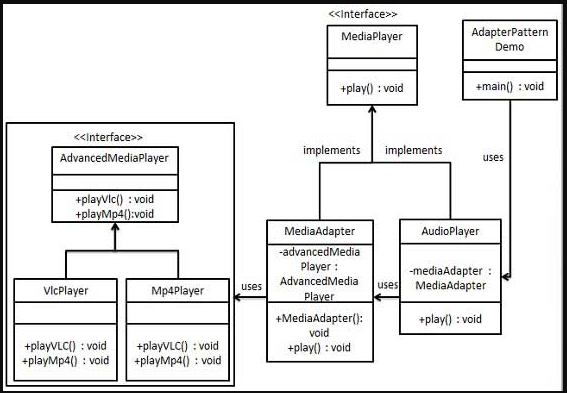 <<Interface>>
MediaPlayer
+play() : void
AdapterPattern
Demo
+main() : void
<<Interface>>
AdvancedMediaPlayer
+playVlc() : void
+playMp4():void
implements
implements
uses
MediaAdapter
-advancedMedia
Player :
AdvancedMedia
Player
+MediaAdapter():
void
+play() : void
AudioPlayer
-mediaAdapter :
MediaAdapter
+play() : void
uses
uses
VlcPlayer
+playVLC() : void
+playMp4() : void
Mp4Player
+playVLC() : void
+playMp4() : void